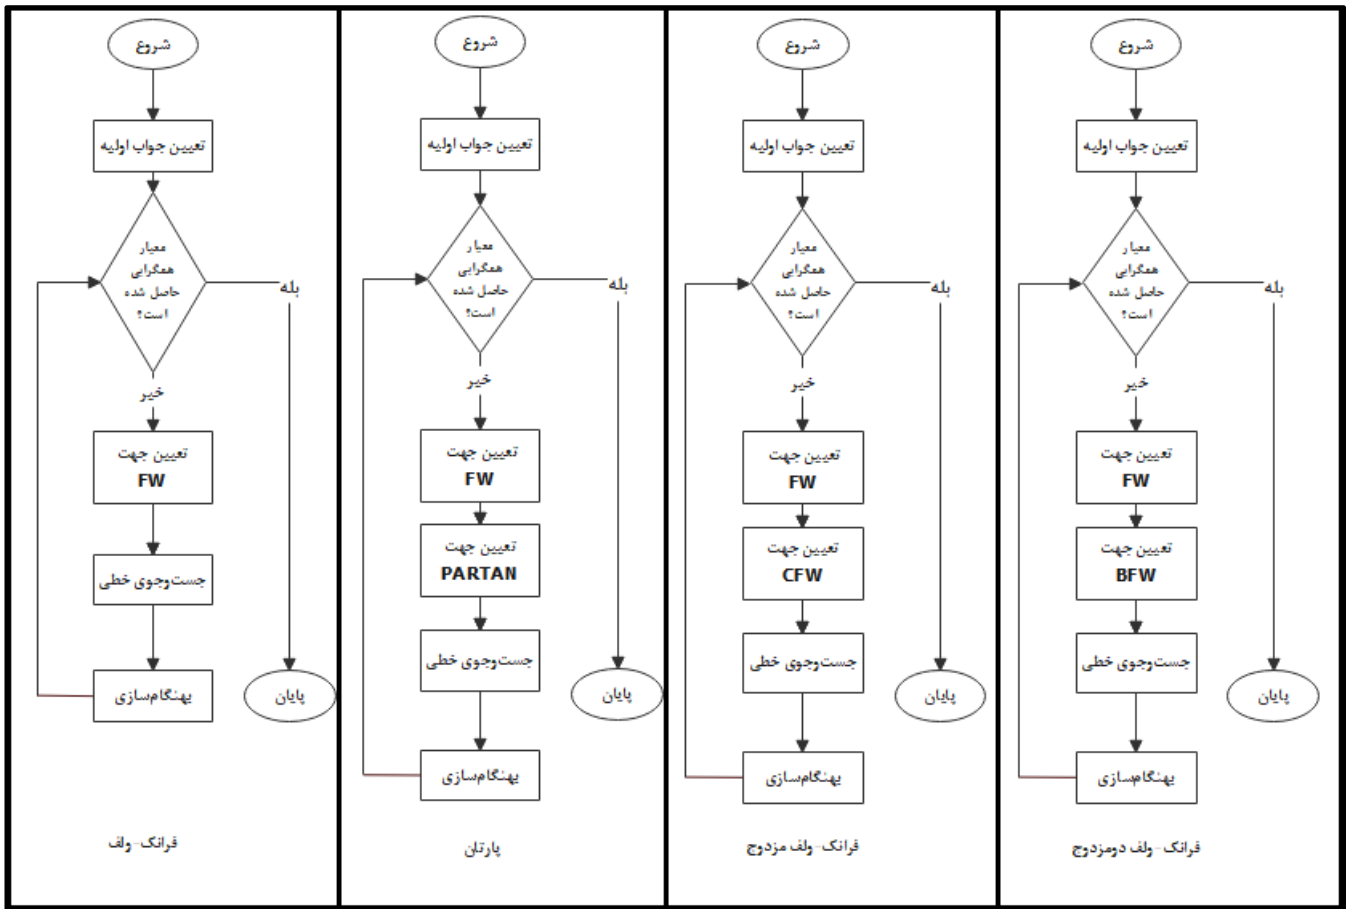 شروع
تعیین جواب اولیه
معیار
همگرایی
حاصل شده
است؟
بله
خیر
تعیین جهت
FW
جست‌وجوی خطی
بهنگام‌سازی
پایان
فرانک-ولف
شروع
تعیین جواب اولیه
معیار
همگرایی
حاصل شده
است؟
بله
خیر
تعیین جهت
FW
تعیین جهت
PARTAN
جست‌وجوی خطی
بهنگام‌سازی
پایان
پارتان
شروع
تعیین جواب اولیه
معیار
همگرایی
حاصل شده
است؟
بله
خیر
تعیین جهت
FW
تعیین جهت
CFW
جست‌وجوی خطی
بهنگام‌سازی
پایان
فرانک-ولف مزدوج
شروع
تعیین جواب اولیه
معیار
همگرایی
حاصل شده
است؟
بله
خیر
تعیین جهت
FW
تعیین جهت
BFW
جست‌وجوی خطی
بهنگام‌سازی
پایان
فرانک-ولف دومزدوج